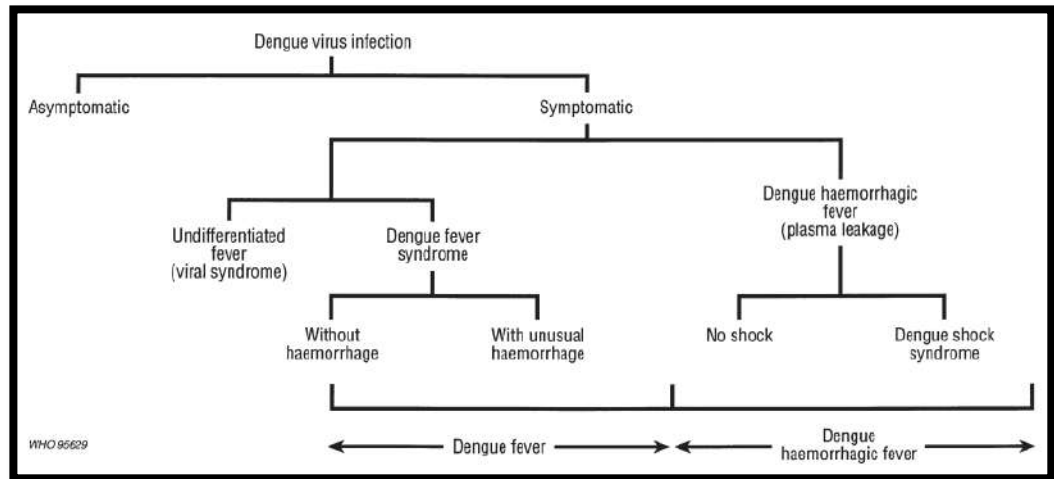 Dengue virus infection
Asymptomatic
Symptomatic
Undifferentiated
fever
(viral syndrome)
Dengue fever
syndrome
Dengue haemorrhagic
fever
(plasma leakage)
Without
haemorrhage
With unusual
haemorrhage
No shock
Dengue shock
syndrome
WHO 95629
Dengue fever
Dengue
haemorrhagic fever